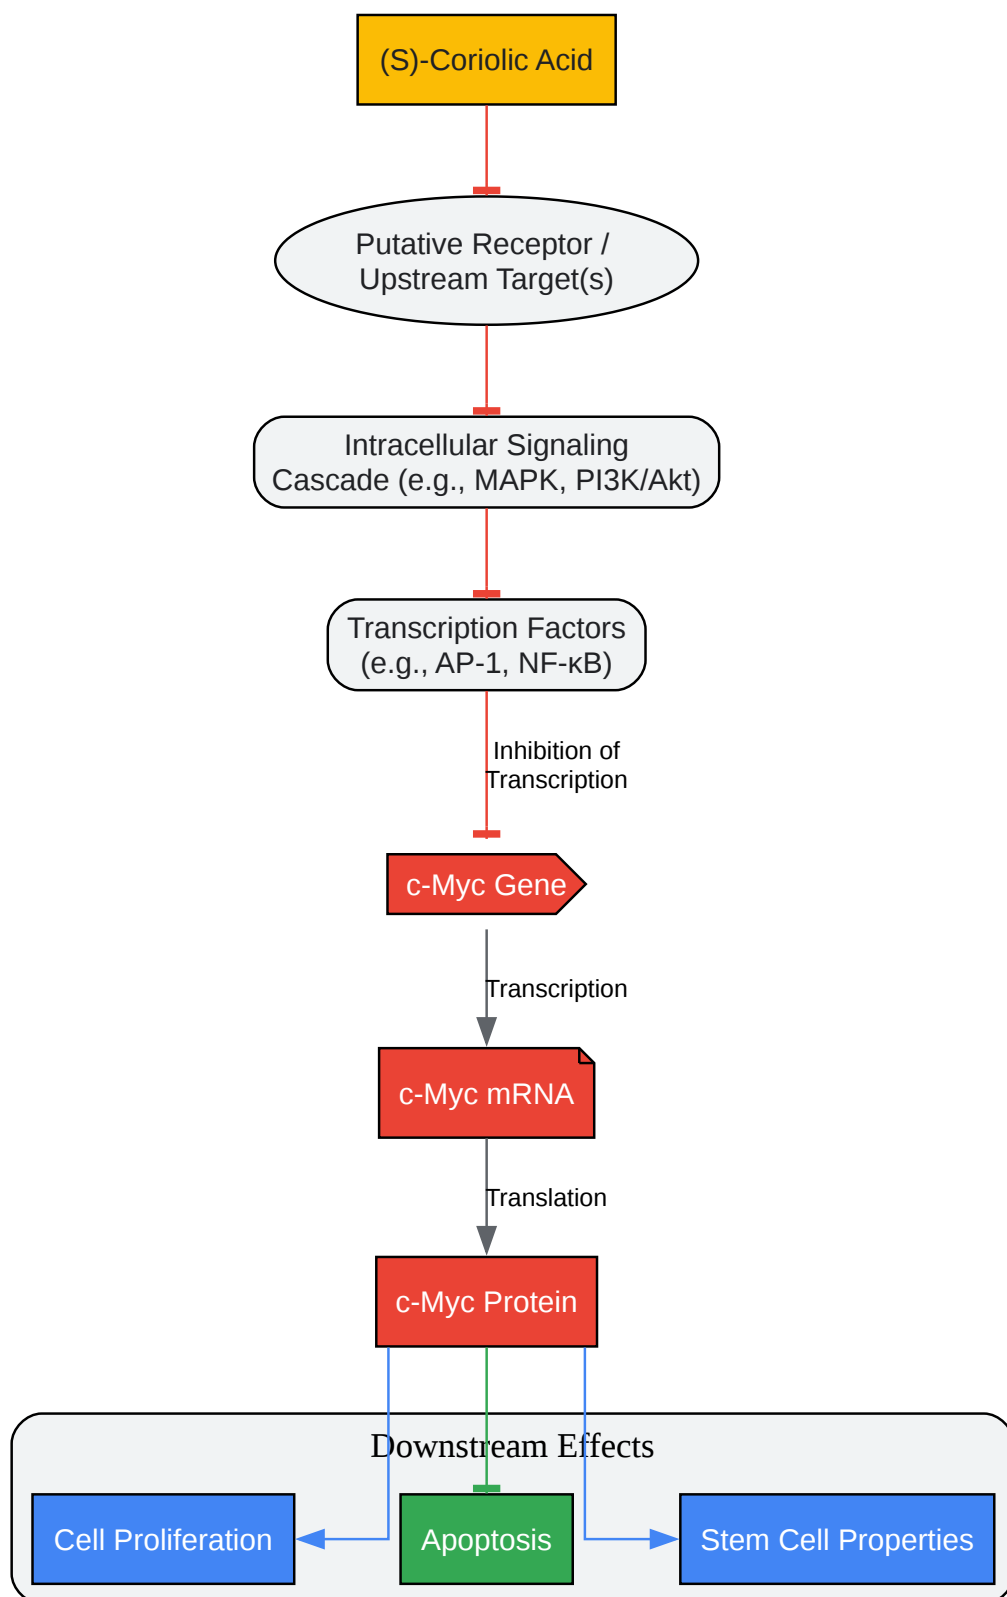 (S)-Coriolic Acid
Putative Receptor /
Upstream Target(s)
Intracellular Signaling
Cascade (e.g., MAPK, PI3K/Akt)
Transcription Factors
(e.g., AP-1, NF-κB)
Inhibition of
Transcription
c-Myc Gene
Transcription
c-Myc mRNA
Translation
c-Myc Protein
Downstream Effects
Cell Proliferation
Apoptosis
Stem Cell Properties